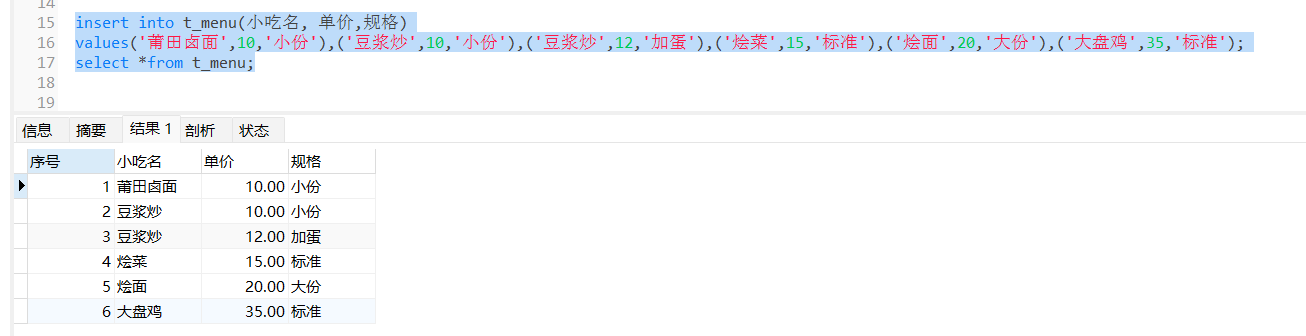 14
15 insert into t_menu(小吃名, 单价,规格)
16 values('莆田卤面',10,'小份'),('豆浆炒',10,'小份'),('豆浆炒',12,'加蛋'),('烩菜',15,'标准'),('烩面',20,'大份'),('大盘鸡',35,'标准');
17 select *from t_menu;
18
19
信息 摘要 结果 1 剖析 状态
序号 小吃名 单价 规格
1 莆田卤面 10.00 小份
2 豆浆炒 10.00 小份
3 豆浆炒 12.00 加蛋
4 烩菜 15.00 标准
5 烩面 20.00 大份
6 大盘鸡 35.00 标准